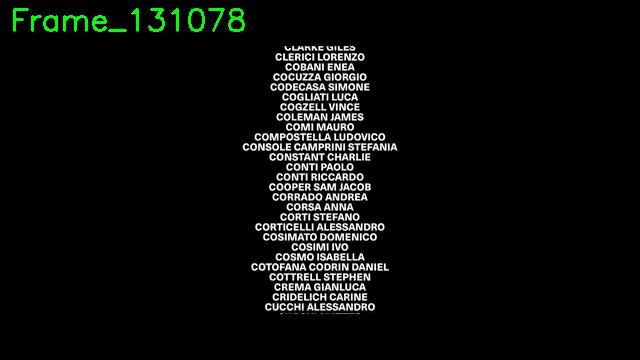 Frame_131078
CLARKE GILES
CLERICI LORENZO
COBANI ENEA
COCUZZA GIORGIO
CODECASA SIMONE
COGLIATI LUCA
COGZELL VINCE
COLEMAN JAMES
COMI MAURO
COMPOSTELLA LUDOVICO
CONSOLE CAMPRINI STEFANIA
CONSTANT CHARLIE
CONTI PAOLO
CONTI RICCARDO
COOPER SAM JACOB
CORRADO ANDREA
CORSA ANNA
CORTI STEFANO
CORTICELLI ALESSANDRO
COSIMATO DOMENICO
COSIMI IVO
COSMO ISABELLA
COTOFANA CODRIN DANIEL
COTTRELL STEPHEN
CREMA GIANLUCA
CRIDELICH CARINE
CUCCHI ALESSANDRO